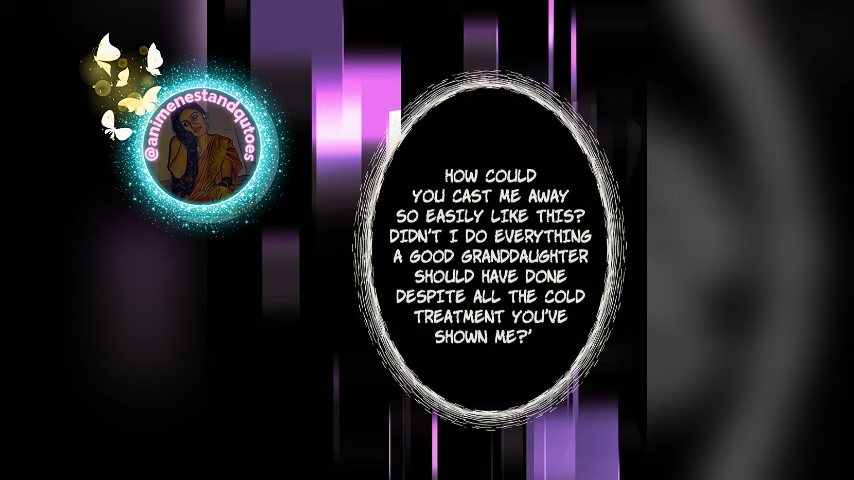 @animenestandqutoes
HOW COULD
YOU CAST ME AWAY
SO EASILY LIKE THIS?
DIDN'T I DO EVERYTHING
A GOOD GRANDDAUGHTER
SHOULD HAVE DONE
DESPITE ALL THE COLD
TREATMENT YOU'VE
SHOWN ME?'